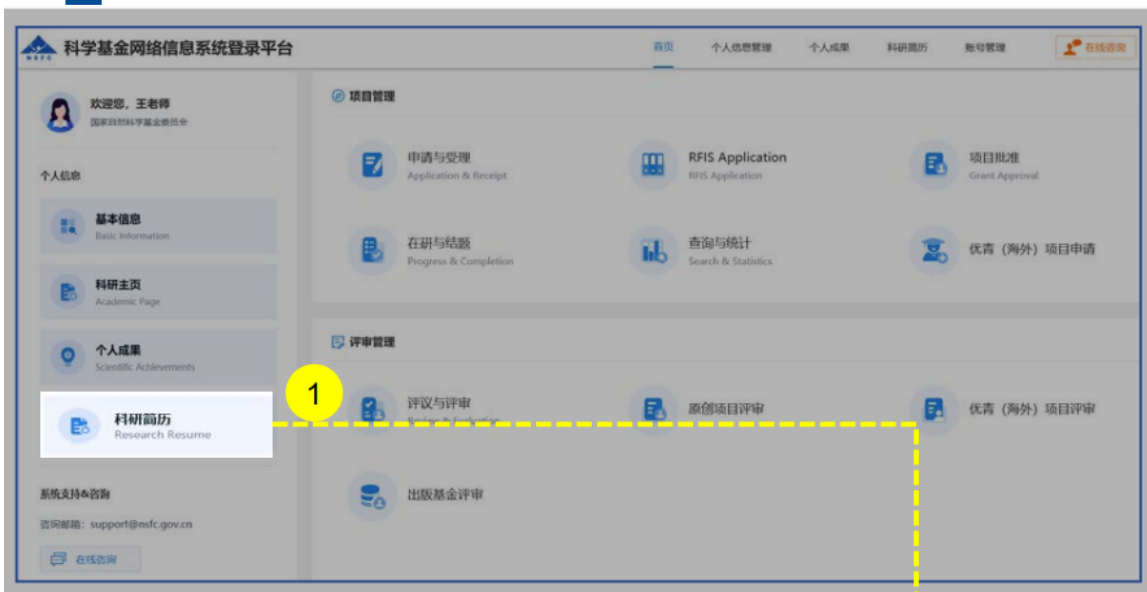 NSFC
科学基金网络信息系统登录平台
首页 个人信息管理 个人成果 科研简历 账号管理 在线咨询
欢迎您，王老师
国家自然科学基金委员会
个人信息
基本信息
Basic Information
科研主页
Academic Page
个人成果
Scientific Achievements
科研简历
Research Resume
系统支持&咨询
咨询邮箱：support@nsfc.gov.cn
在线咨询
项目管理
申请与受理
Application & Receipt
RFIS Application
RFIS Application
项目批准
Grant Approval
在研与结题
Progress & Completion
查询与统计
Search & Statistics
优青（海外）项目申请
评审管理
1
评议与评审
Review & Evaluation
原创项目评审
优青（海外）项目评审
出版基金评审